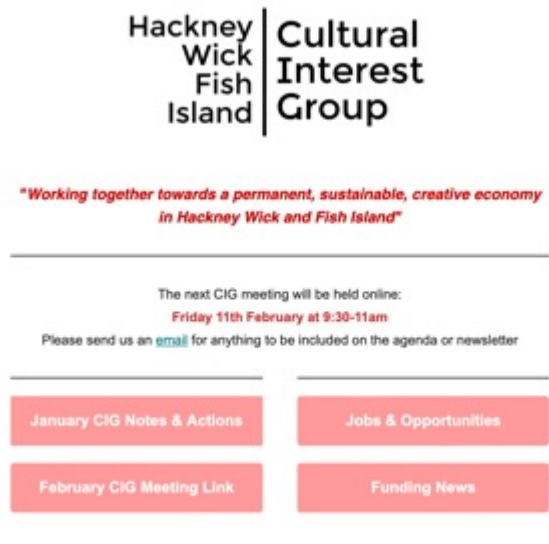 Hackney
Wick
Fish
Island
Cultural
Interest
Group
"Working together towards a permanent, sustainable, creative economy
in Hackney Wick and Fish Island"
The next CIG meeting will be held online:
Friday 11th February at 9:30-11am
Please send us an email for anything to be included on the agenda or newsletter
January CIG Notes & Actions
Jobs & Opportunities
February CIG Meeting Link
Funding News